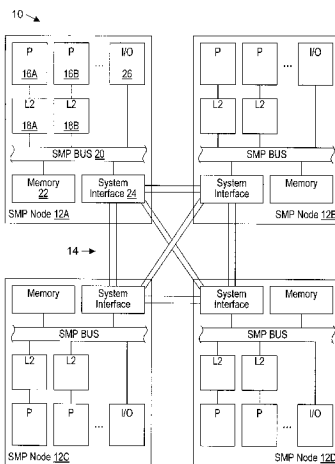 10
P P I/O
16A 16B ... 26
L2 L2
18A 18B
SMP BUS 20
Memory 22
System Interface 24
SMP Node 12A
P P ... I/O
L2 L2
SMP BUS
System Interface
Memory
SMP Node 12B
14
Memory
System Interface
SMP BUS
L2 L2
P P ... I/O
SMP Node 12C
System Interface
Memory
SMP BUS
L2 L2
P P ... I/O
SMP Node 12D